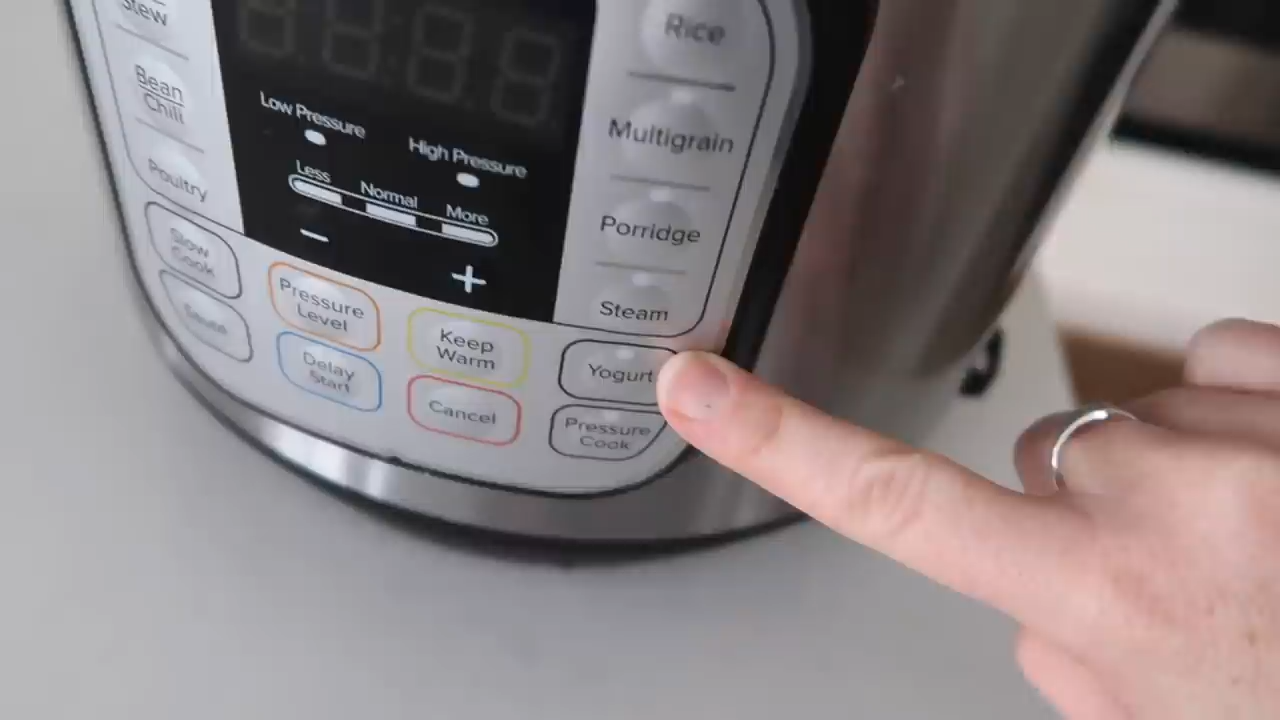 Stew
Bean
Chili
Poultry
Slow
Cook
Saute
Low Pressure
High Pressure
Less
Normal
More
−
+
Pressure
Level
Keep
Warm
Delay
Start
Cancel
Rice
Multigrain
Porridge
Steam
Yogurt
Pressure
Cook